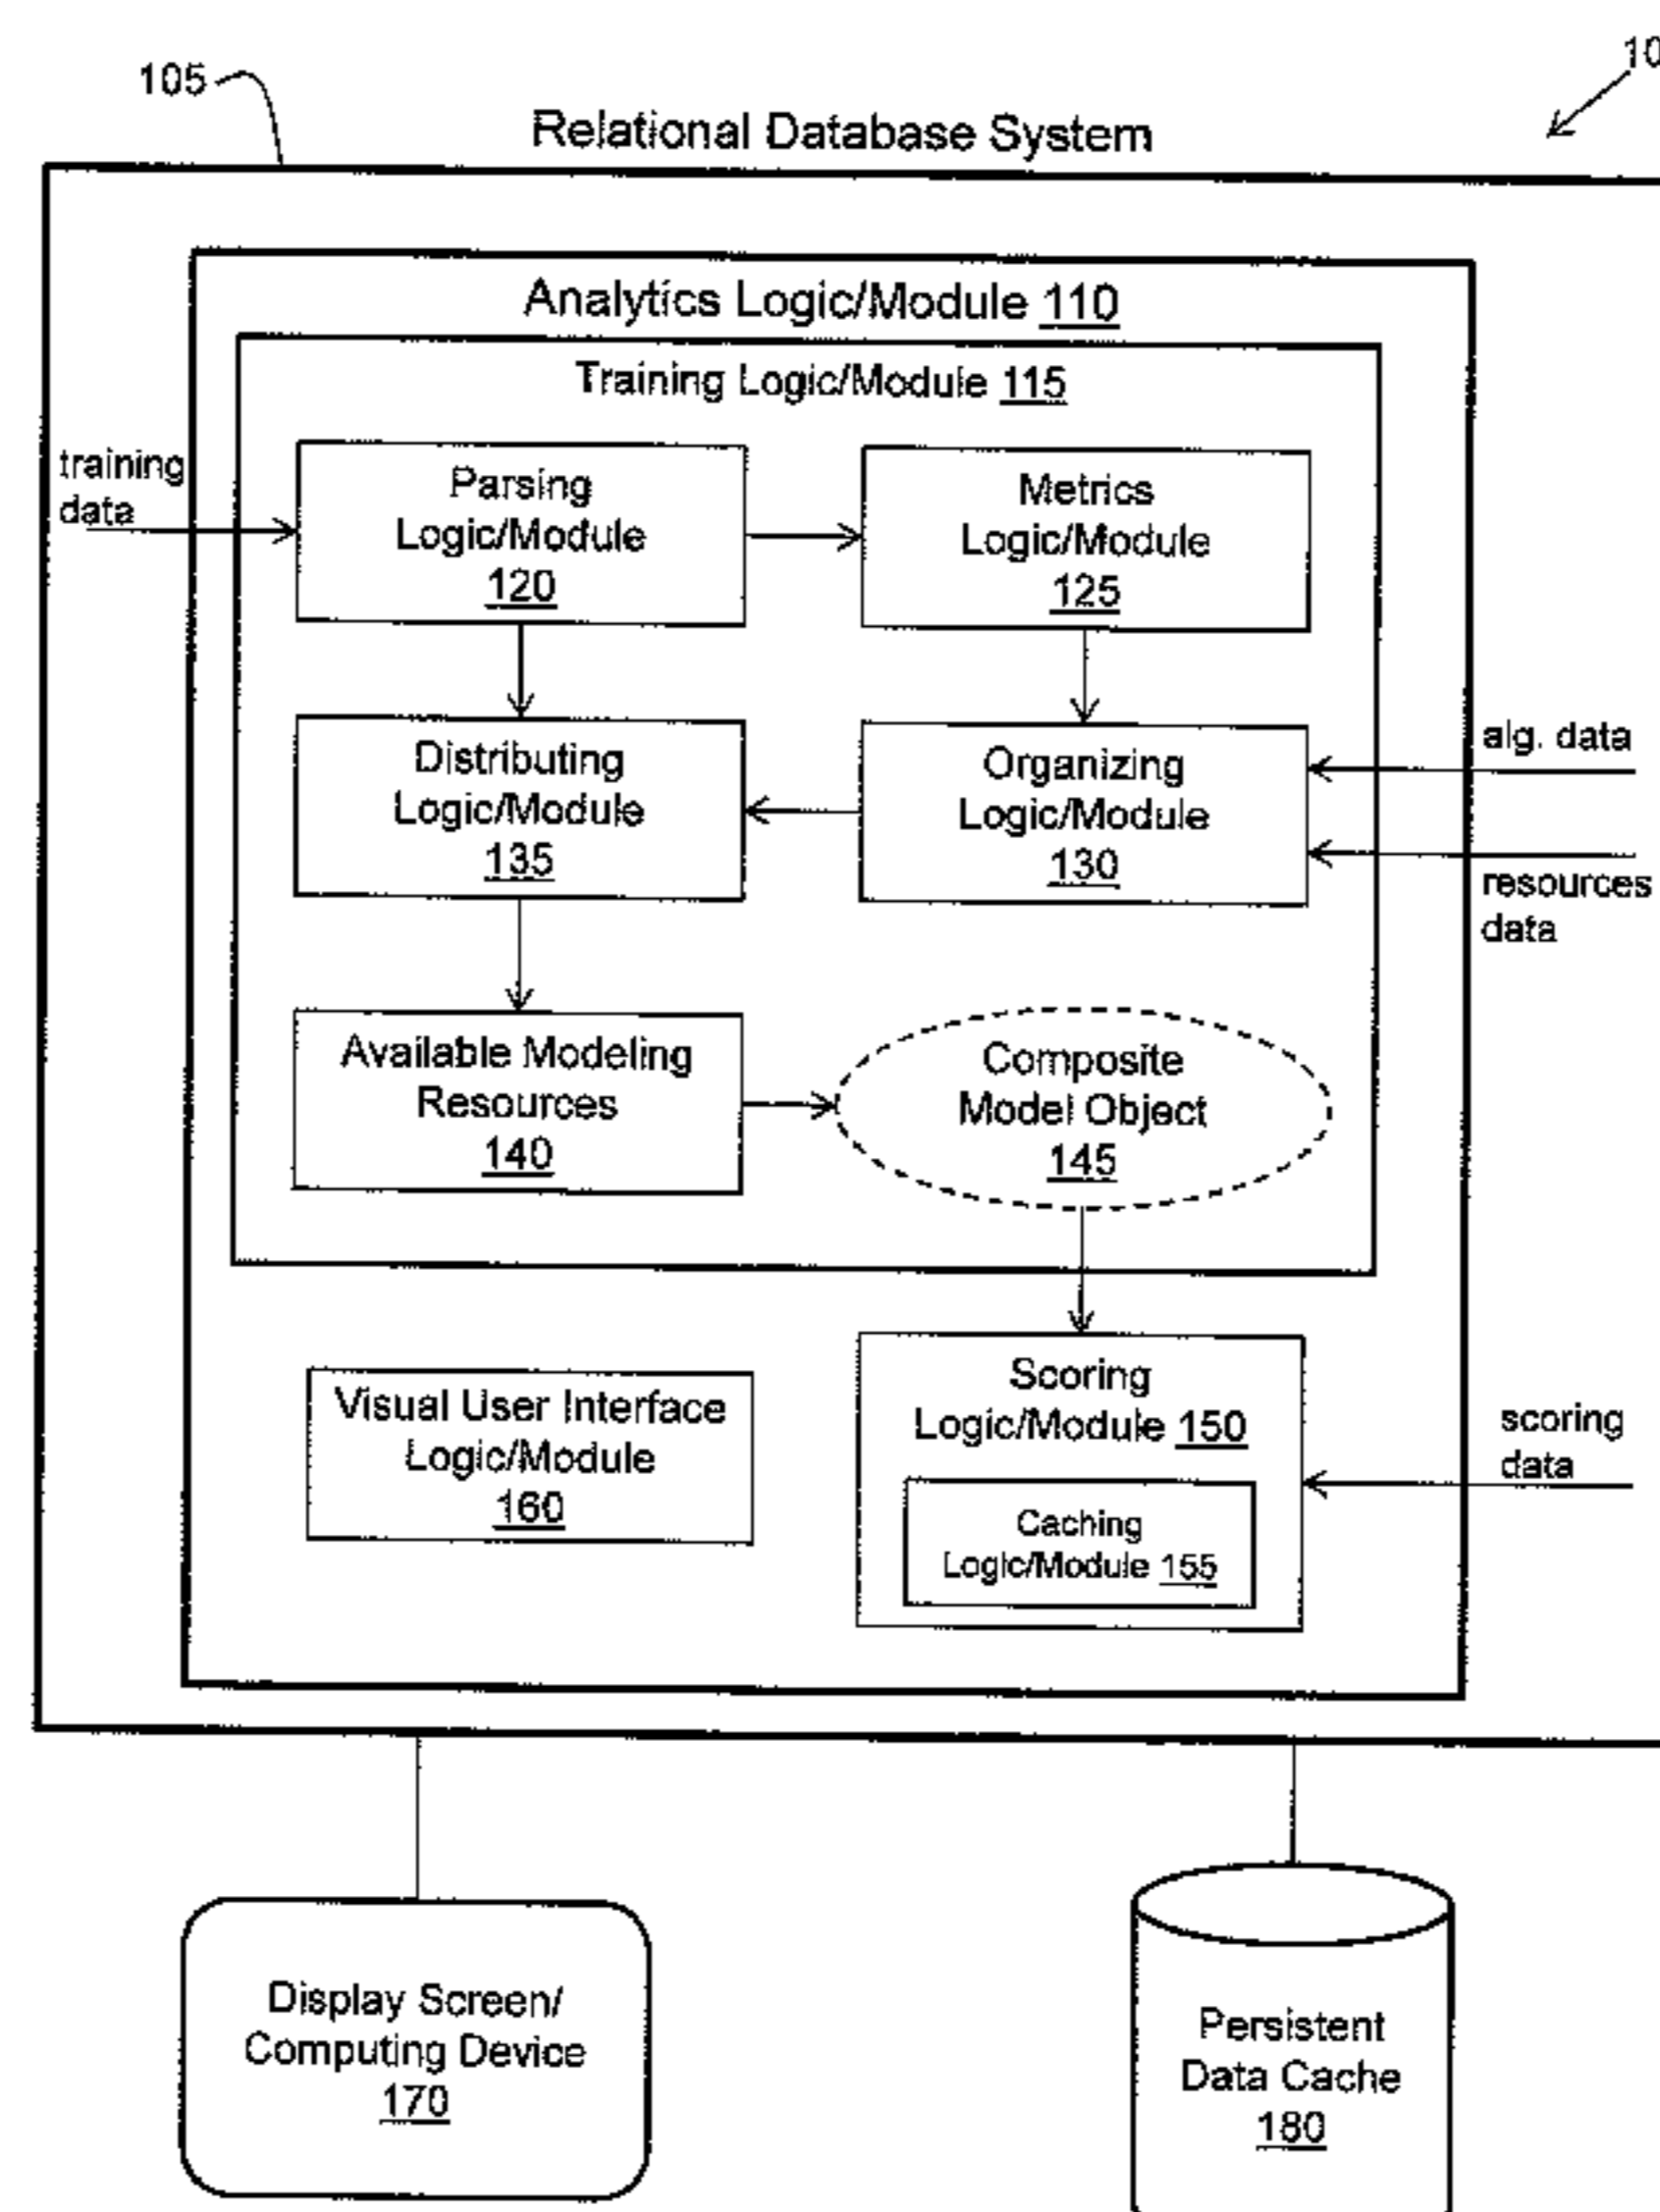 105
10
Relational Database System
Analytics Logic/Module 110
Training Logic/Module 115
training
data
Parsing
Logic/Module
120
Metrics
Logic/Module
125
Distributing
Logic/Module
135
Organizing
Logic/Module
130
alg. data
resources
data
Available Modeling
Resources
140
Composite
Model Object
145
Visual User Interface
Logic/Module
160
Scoring
Logic/Module 150
Caching
Logic/Module 155
scoring
data
Display Screen/
Computing Device
170
Persistent
Data Cache
180